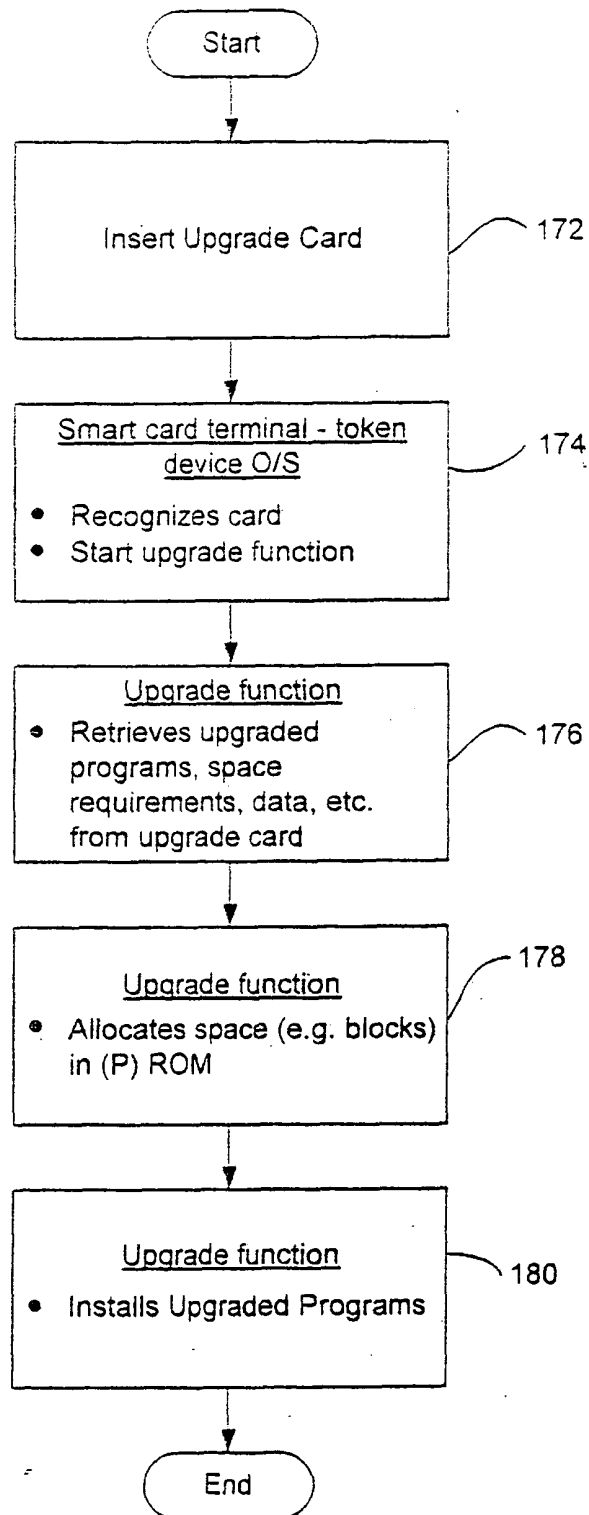 Start
Insert Upgrade Card
172
Smart card terminal - token
device O/S
• Recognizes card
• Start upgrade function
174
Upgrade function
• Retrieves upgraded
programs, space
requirements, data, etc.
from upgrade card
176
Upgrade function
• Allocates space (e.g. blocks)
in (P) ROM
178
Upgrade function
• Installs Upgraded Programs
180
End